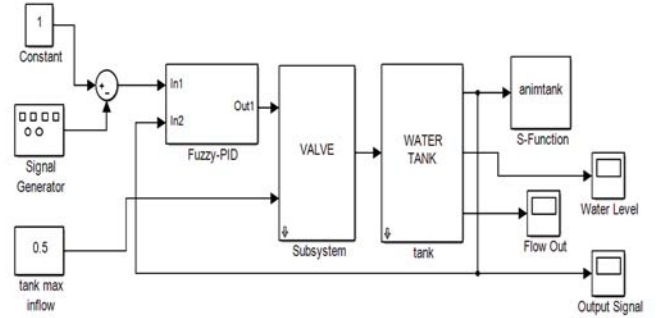 1
Constant
+
-
Signal
Generator
0.5
tank max
inflow
In1
In2
Out1
Fuzzy-PID
VALVE
Subsystem
WATER
TANK
tank
animtank
S-Function
Water Level
Flow Out
Output Signal